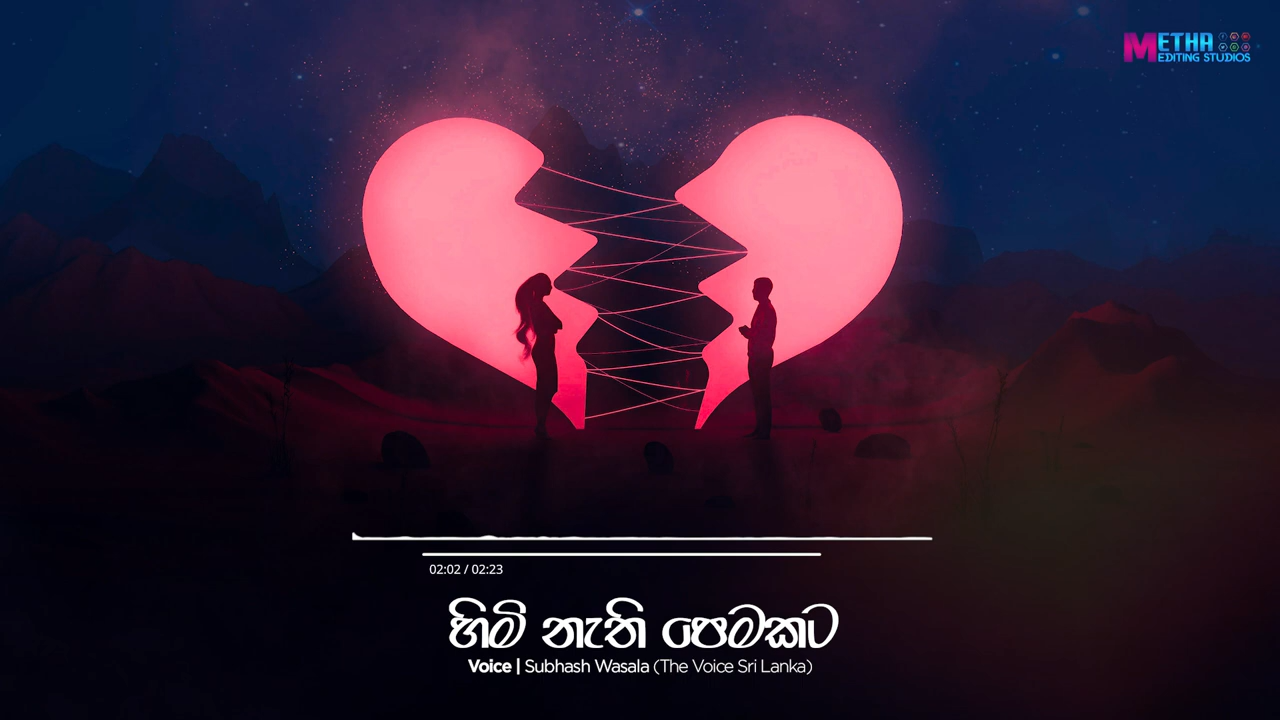 METHA
EDITING STUDIOS
02:02 / 02:23
හිමි නැති පෙමකට
Voice | Subhash Wasala (The Voice Sri Lanka)